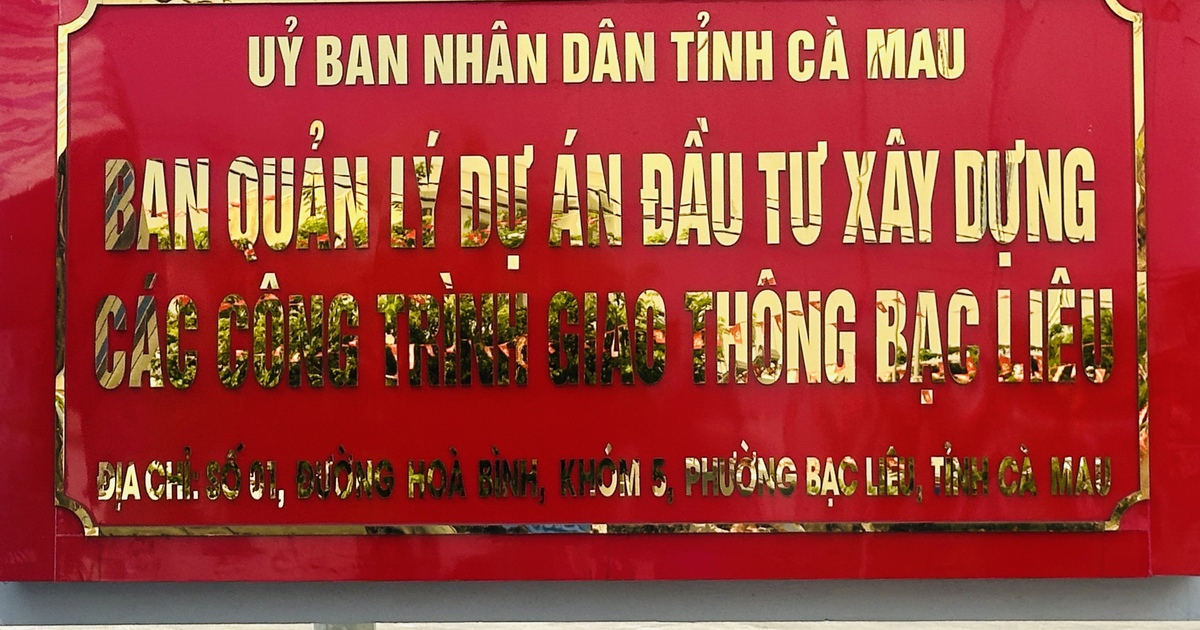 UỶ BAN NHÂN DÂN TỈNH CÀ MAU
BAN QUẢN LÝ DỰ ÁN ĐẦU TƯ XÂY DỰNG
CÁC CÔNG TRÌNH GIAO THÔNG BẠC LIÊU
ĐỊA CHỈ: SỐ 01, ĐƯỜNG HOÀ BÌNH, KHÓM 5, PHƯỜNG BẠC LIÊU, TỈNH CÀ MAU